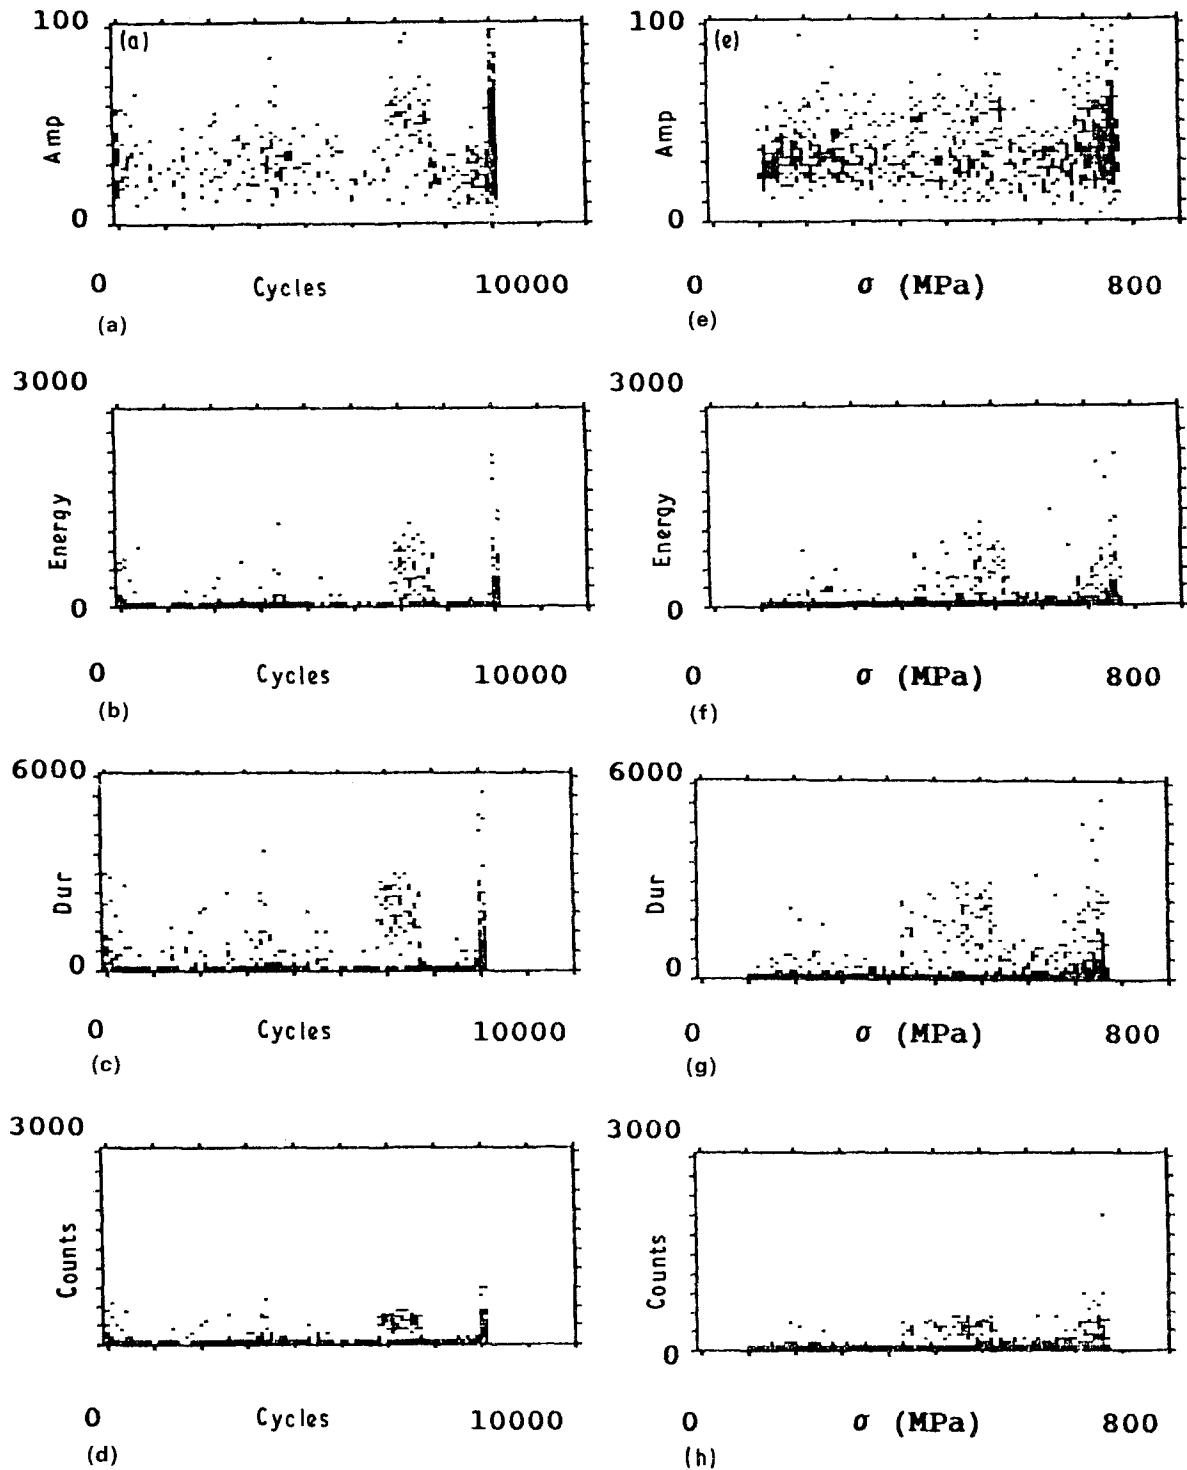 100
(a)
Amp
0
0 Cycles 10000
(a)
100
(e)
Amp
0
0 σ (MPa) 800
(e)
3000
Energy
0
0 Cycles 10000
(b)
3000
Energy
0
0 σ (MPa) 800
(f)
6000
Dur
0
0 Cycles 10000
(c)
6000
Dur
0
0 σ (MPa) 800
(g)
3000
Counts
0 Cycles 10000
(d)
3000
Counts
0
0 σ (MPa) 800
(h)